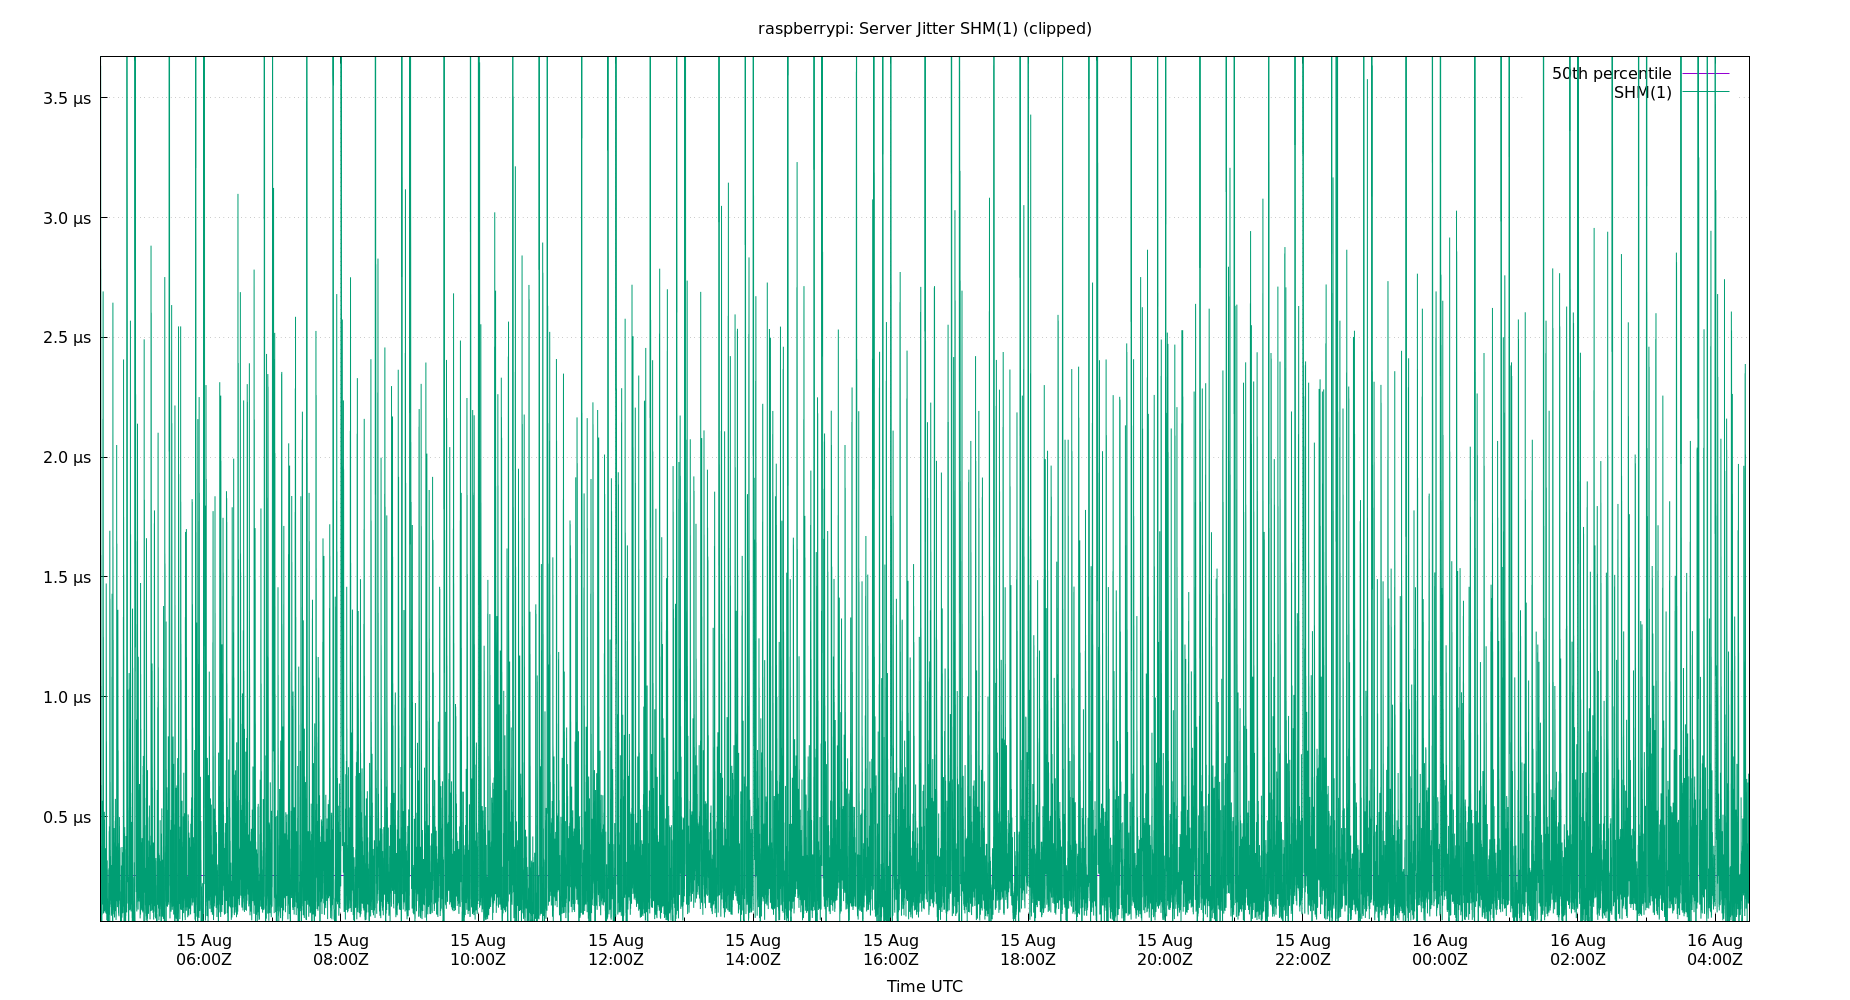 raspberrypi: Server Jitter SHM(1) (clipped)
50th percentile
SHM(1)
3.5 µs
3.0 µs
2.5 µs
2.0 µs
1.5 µs
1.0 µs
0.5 µs
15 Aug 15 Aug 15 Aug 15 Aug 15 Aug 15 Aug 15 Aug 15 Aug 15 Aug 16 Aug 16 Aug 16 Aug
06:00Z 08:00Z 10:00Z 12:00Z 14:00Z 16:00Z 18:00Z 20:00Z 22:00Z 00:00Z 02:00Z 04:00Z
Time UTC